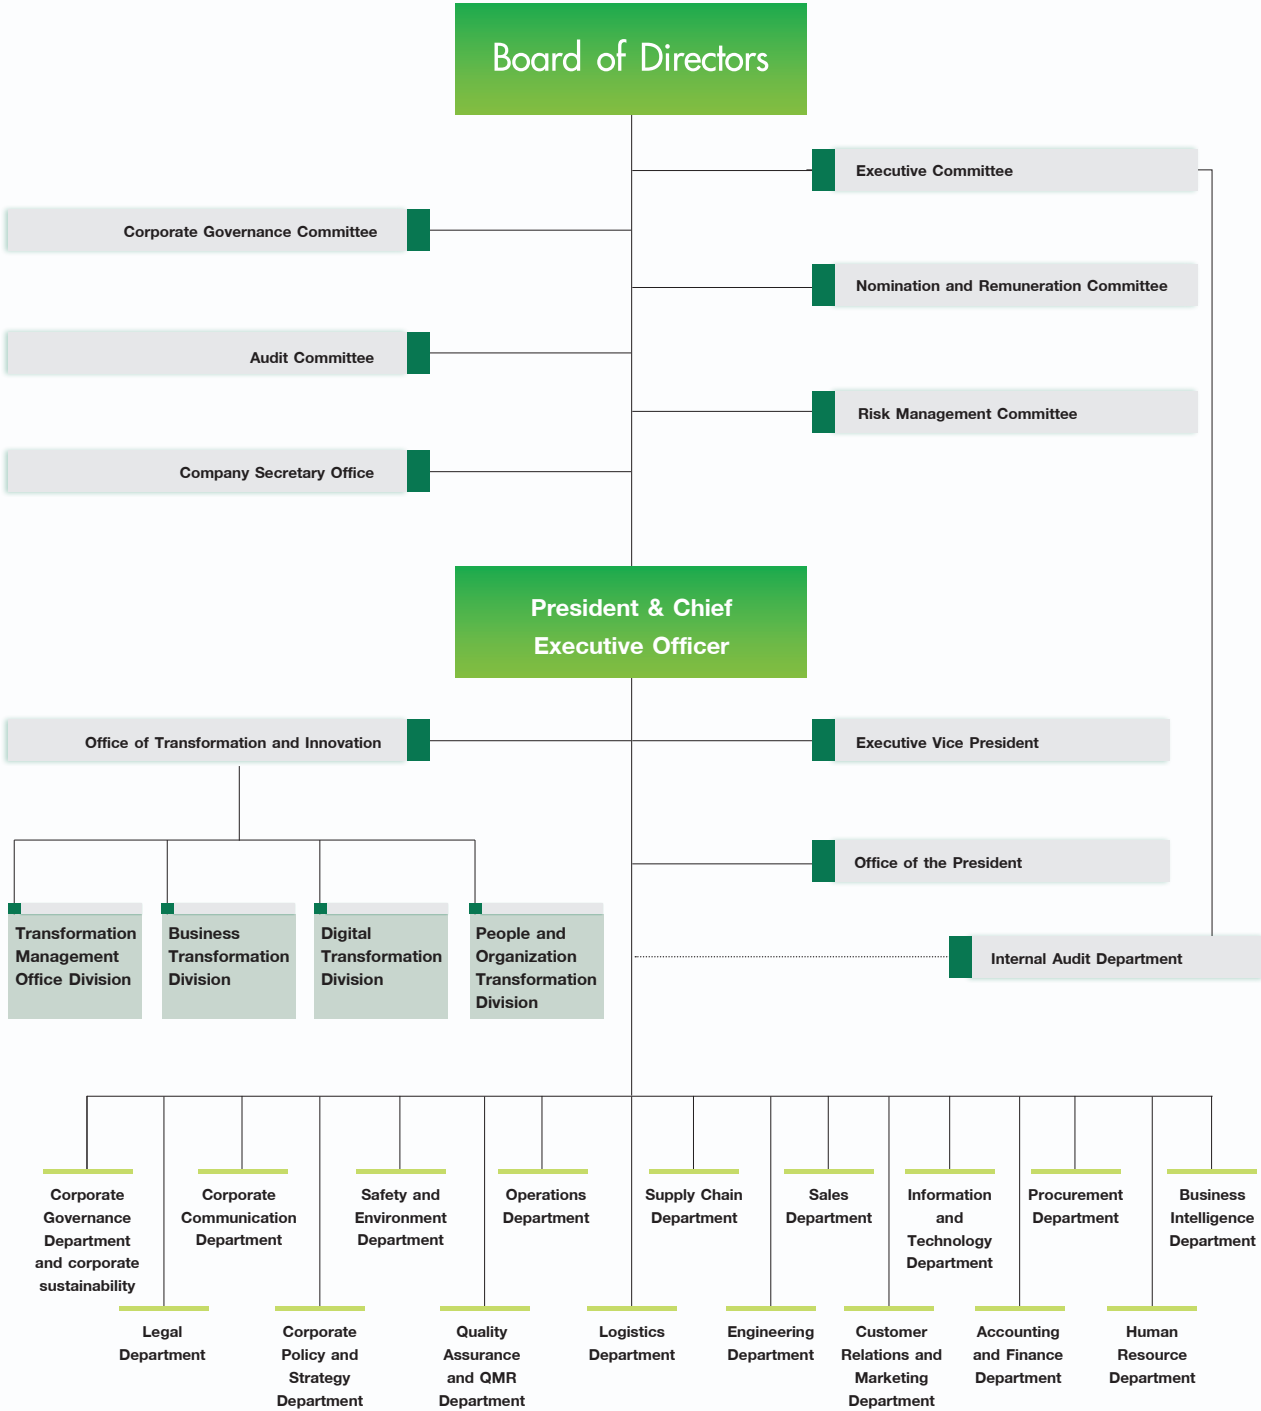 Board of Directors
Executive Committee
Corporate Governance Committee
Nomination and Remuneration Committee
Audit Committee
Risk Management Committee
Company Secretary Office
President & Chief
Executive Officer
Office of Transformation and Innovation
Executive Vice President
Office of the President
Transformation
Management
Office Division
Business
Transformation
Division
Digital
Transformation
Division
People and
Organization
Transformation
Division
Internal Audit Department
Corporate
Governance
Department
and corporate
sustainability
Corporate
Communication
Department
Safety and
Environment
Department
Operations
Department
Supply Chain
Department
Sales
Department
Information
and
Technology
Department
Procurement
Department
Business
Intelligence
Department
Legal
Department
Corporate
Policy and
Strategy
Department
Quality
Assurance
and QMR
Department
Logistics
Department
Engineering
Department
Customer
Relations and
Marketing
Department
Accounting
and Finance
Department
Human
Resource
Department